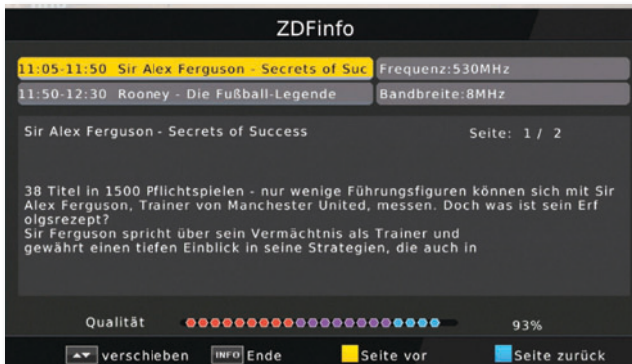 ZDFinfo
11:05-11:50 Sir Alex Ferguson - Secrets of Suc
Frequenz:530MHz
11:50-12:30 Rooney - Die Fußball-Legende
Bandbreite:8MHz
Sir Alex Ferguson - Secrets of Success
Seite: 1 / 2
38 Titel in 1500 Pflichtspielen - nur wenige Führungsfiguren können sich mit Sir
Alex Ferguson, Trainer von Manchester United, messen. Doch was ist sein Erf
olgsrezept?
Sir Ferguson spricht über sein Vermächtnis als Trainer und
gewährt einen tiefen Einblick in seine Strategien, die auch in
Qualität 93%
verschieben INFO Ende Seite vor Seite zurück